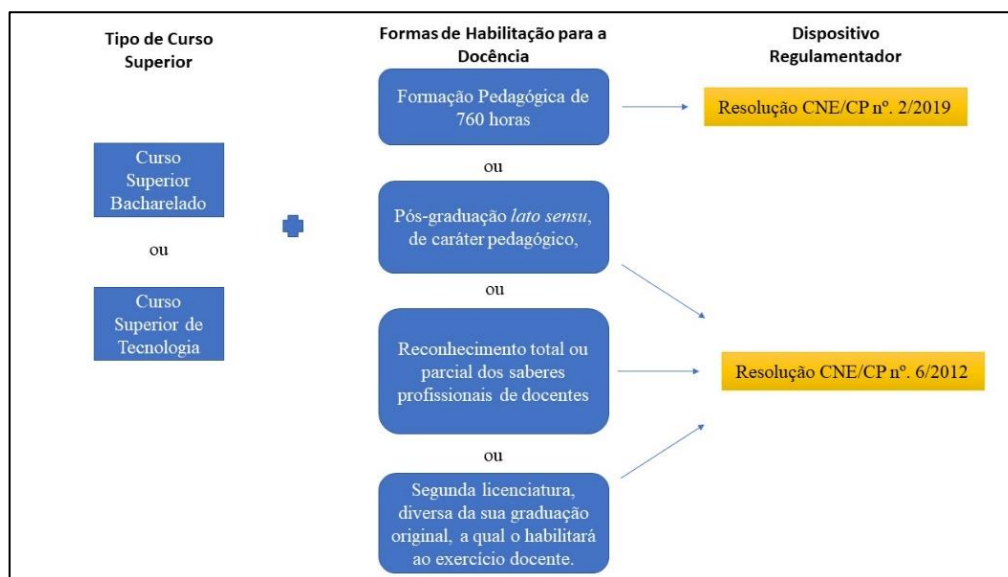 Tipo de Curso
Superior
Formas de Habilitação para a
Docência
Dispositivo
Regulamentador
Curso
Superior
Bacharelado
ou
Curso
Superior de
Tecnologia
Formação Pedagógica de
760 horas
ou
Pós-graduação lato sensu,
de caráter pedagógico,
ou
Reconhecimento total ou
parcial dos saberes
profissionais de docentes
ou
Segunda licenciatura,
diversa da sua graduação
original, a qual o habilitará
ao exercício docente.
Resolução CNE/CP nº. 2/2019
Resolução CNE/CP nº. 6/2012